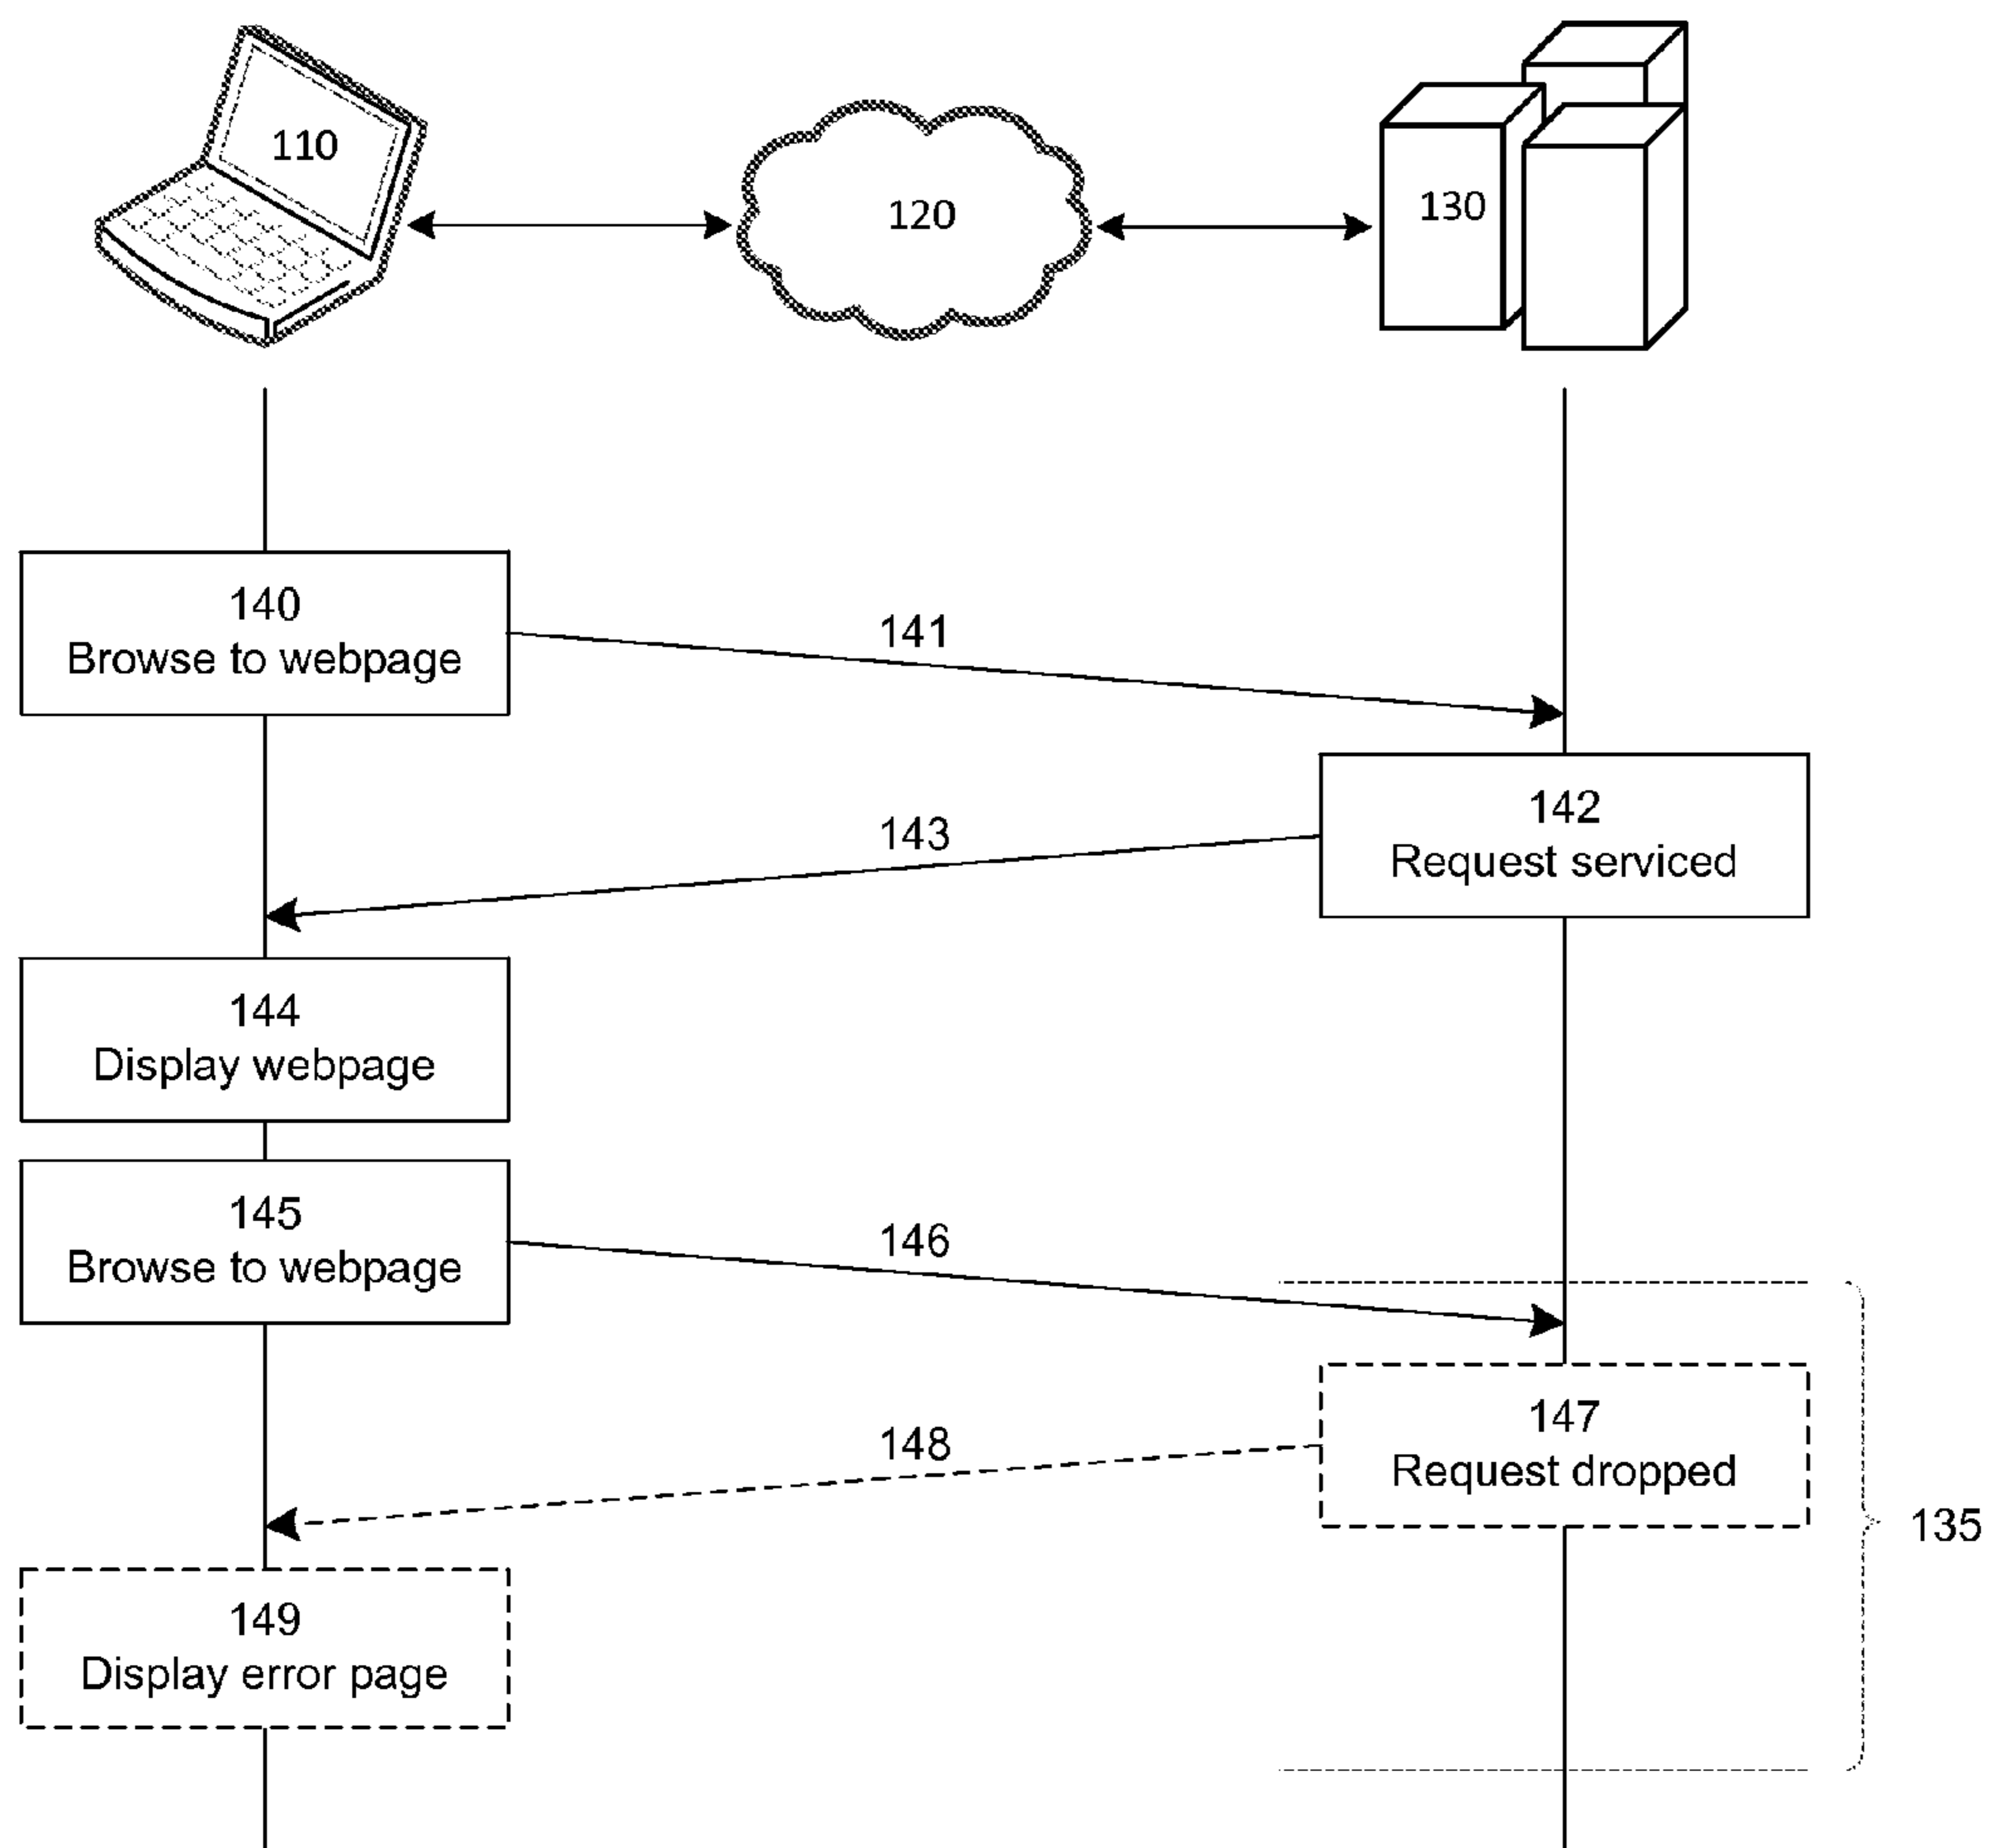 110
120
130
140
Browse to webpage
141
142
Request serviced
143
144
Display webpage
145
Browse to webpage
146
147
Request dropped
148
135
149
Display error page